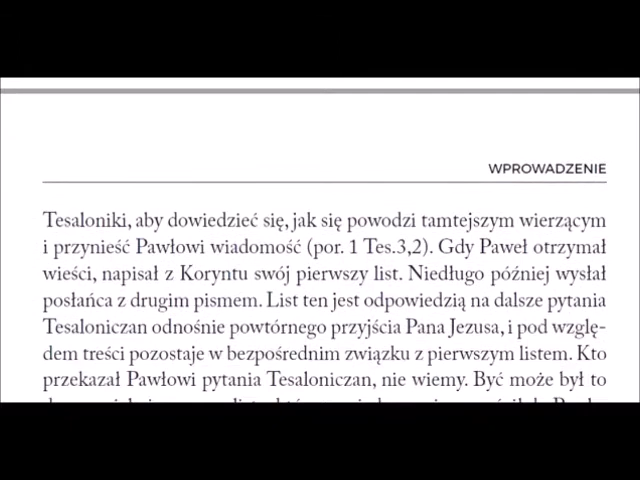 WPROWADZENIE
Tesaloniki, aby dowiedzieć się, jak się powodzi tamtejszym wierzącym
i przynieść Pawłowi wiadomość (por. 1 Tes.3,2). Gdy Paweł otrzymał
wieści, napisał z Koryntu swój pierwszy list. Niedługo później wysłał
posłańca z drugim pismem. List ten jest odpowiedzią na dalsze pytania
Tesaloniczan odnośnie powtórnego przyjścia Pana Jezusa, i pod wzglę-
dem treści pozostaje w bezpośrednim związku z pierwszym listem. Kto
przekazał Pawłowi pytania Tesaloniczan, nie wiemy. Być może był to